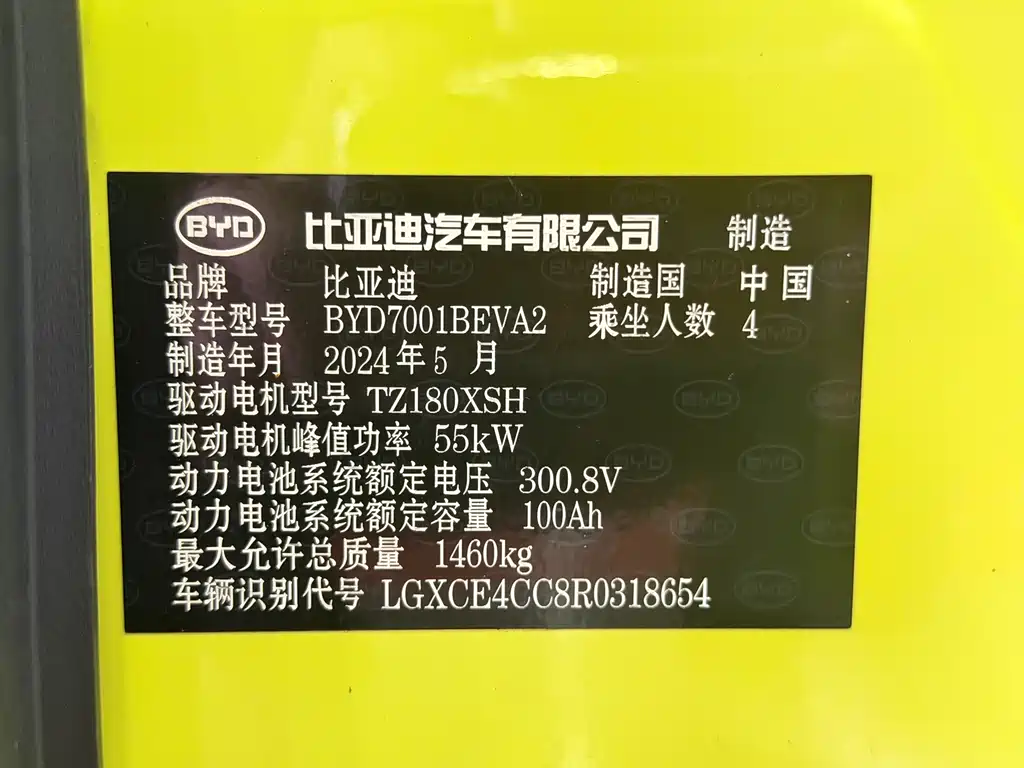 BYD 比亚迪汽车有限公司 制造
品牌 比亚迪 制造国 中国
整车型号 BYD7001BEVA2 乘坐人数 4
制造年月 2024年5月
驱动电机型号 TZ180XSH
驱动电机峰值功率 55kW
动力电池系统额定电压 300.8V
动力电池系统额定容量 100Ah
最大允许总质量 1460kg
车辆识别代号 LGXCE4CC8R0318654